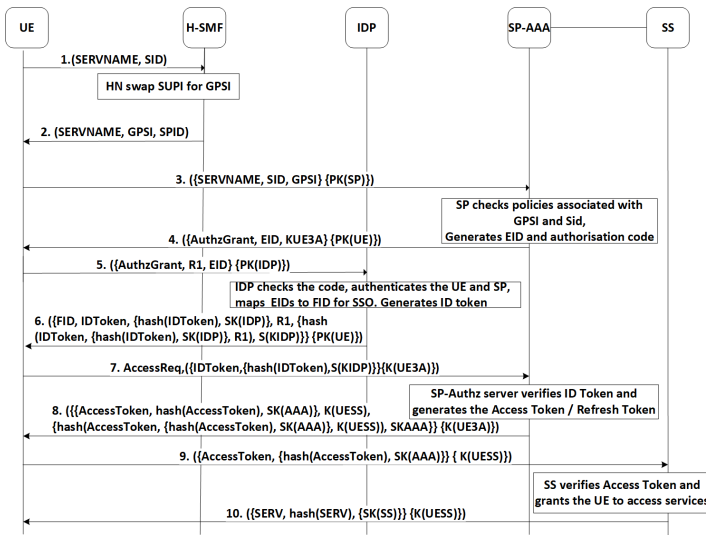 UE
H-SMF
IDP
SP-AAA
SS
1.(SERVNAME, SID)
HN swap SUPI for GPSI
2. (SERVNAME, GPSI, SPID)
3. ({SERVNAME, SID, GPSI} {PK(SP)})
SP checks policies associated with
GPSI and Sid,
Generates EID and authorisation code
4. ({AuthzGrant, EID, KUE3A} {PK(UE)})
5. ({AuthzGrant, R1, EID} {PK(IDP)})
IDP checks the code, authenticates the UE and SP,
maps EIDs to FID for SSO. Generates ID token
6. ({FID, IDToken, {hash(IDToken), SK(IDP)}, R1, {hash
(IDToken, {hash(IDToken), SK(IDP)}, R1), S(KIDP)}} {PK(UE)})
7. AccessReq,({IDToken,{hash(IDToken),S(KIDP)}}{K(UE3A)})
SP-Authz server verifies ID Token and
generates the Access Token / Refresh Token
8. ({{AccessToken, hash(AccessToken), SK(AAA)}, K(UESS),
{hash(AccessToken, {hash(AccessToken), SK(AAA)}, K(UESS)), SKAAA}} {K(UE3A)})
9. ({AccessToken, {hash(AccessToken), SK(AAA)}} { K(UESS)})
SS verifies Access Token and
grants the UE to access services
10. ({SERV, hash(SERV), {SK(SS)}} {K(UESS)})